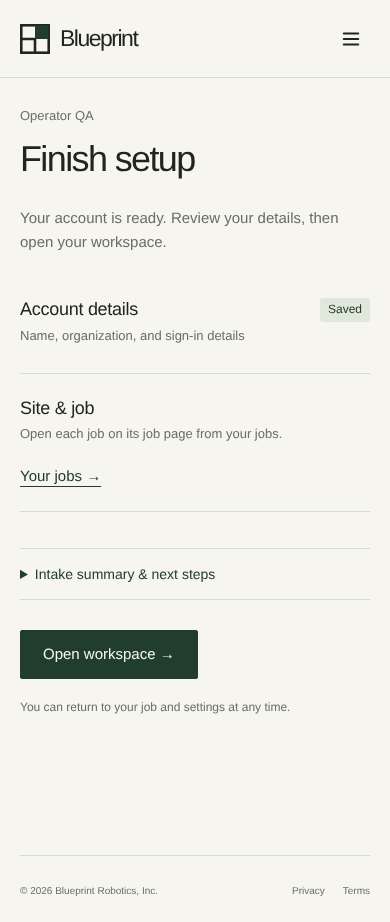 Blueprint
Operator QA
Finish setup
Your account is ready. Review your details, then
open your workspace.
Account details
Saved
Name, organization, and sign-in details
Site & job
Open each job on its job page from your jobs.
Your jobs →
Intake summary & next steps
Open workspace →
You can return to your job and settings at any time.
© 2026 Blueprint Robotics, Inc.
Privacy
Terms